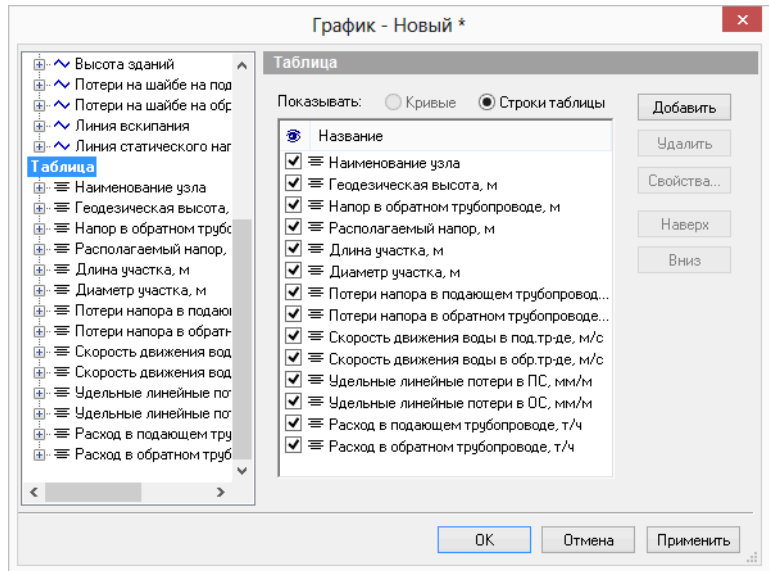 График - Новый *
Высота зданий
Потери на шайбе на под
Потери на шайбе на обр
Линия вскипания
Линия статического наг
Таблица
Наименование узла
Геодезическая высота,
Напор в обратном трубо
Располагаемый напор,
Длина участка, м
Диаметр участка, м
Потери напора в подаю
Потери напора в обратн
Скорость движения вод
Скорость движения вод
Удельные линейные по
Удельные линейные по
Расход в подающем тру
Расход в обратном труб
Таблица
Показывать: Кривые Строки таблицы
Название
Наименование узла
Геодезическая высота, м
Напор в обратном трубопроводе, м
Располагаемый напор, м
Длина участка, м
Диаметр участка, м
Потери напора в подающем трубопровод...
Потери напора в обратном трубопроводе...
Скорость движения воды в под.тр-де, м/с
Скорость движения воды в обр.тр-де, м/с
Удельные линейные потери в ПС, мм/м
Удельные линейные потери в ОС, мм/м
Расход в подающем трубопроводе, т/ч
Расход в обратном трубопроводе, т/ч
Добавить
Удалить
Свойства...
Наверх
Вниз
OK Отмена Применить